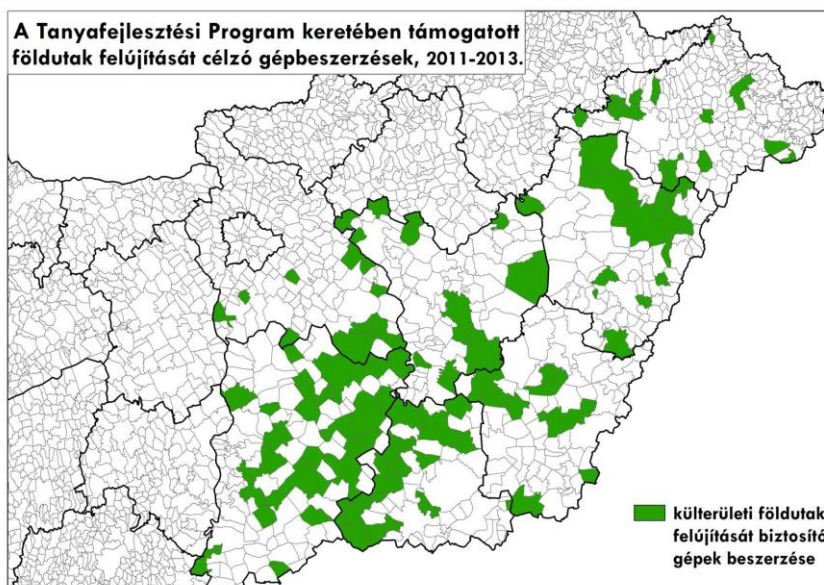 A Tanyafejlesztési Program keretében támogatott
földutak felújítását célzó gépbeszerzések, 2011-2013.
külterületi földutak
felújítását biztosító
gépek beszerzése